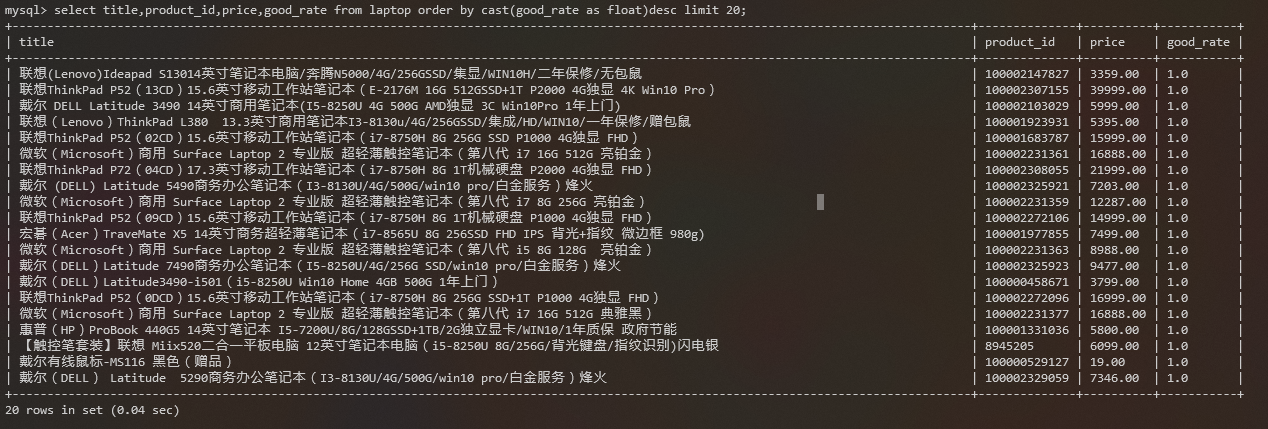 mysql> select title,product_id,price,good_rate from laptop order by cast(good_rate as float)desc limit 20;
| title | product_id | price | good_rate |
| 联想(Lenovo)Ideapad S13014英寸笔记本电脑/奔腾N5000/4G/256GSSD/集显/WIN10H/二年保修/无包鼠 | 100002147827 | 3359.00 | 1.0 |
| 联想ThinkPad P52（13CD）15.6英寸移动工作站笔记本（E-2176M 16G 512GSSD+1T P2000 4G独显 4K Win10 Pro） | 100002307155 | 39999.00 | 1.0 |
| 戴尔 DELL Latitude 3490 14英寸商用笔记本(I5-8250U 4G 500G AMD独显 3C Win10Pro 1年上门) | 100002103029 | 5999.00 | 1.0 |
| 联想（Lenovo）ThinkPad L380  13.3英寸商用笔记本I3-8130u/4G/256GSSD/集成/HD/WIN10/一年保修/赠包鼠 | 100001923931 | 5395.00 | 1.0 |
| 联想ThinkPad P52（02CD）15.6英寸移动工作站笔记本（i7-8750H 8G 256G SSD P1000 4G独显 FHD） | 100001683787 | 15999.00 | 1.0 |
| 微软（Microsoft）商用 Surface Laptop 2 专业版 超轻薄触控笔记本（第八代 i7 16G 512G 亮铂金） | 100002231361 | 16888.00 | 1.0 |
| 联想ThinkPad P72（04CD）17.3英寸移动工作站笔记本（i7-8750H 8G 1T机械硬盘 P2000 4G独显 FHD） | 100002308055 | 21999.00 | 1.0 |
| 戴尔 (DELL) Latitude 5490商务办公笔记本（I3-8130U/4G/500G/win10 pro/白金服务）烽火 | 100002325921 | 7203.00 | 1.0 |
| 微软（Microsoft）商用 Surface Laptop 2 专业版 超轻薄触控笔记本（第八代 i7 8G 256G 亮铂金） | 100002231359 | 12287.00 | 1.0 |
| 联想ThinkPad P52（09CD）15.6英寸移动工作站笔记本（i7-8750H 8G 1T机械硬盘 P1000 4G独显 FHD） | 100002272106 | 14999.00 | 1.0 |
| 宏碁（Acer）TraveMate X5 14英寸商务超轻薄笔记本（i7-8565U 8G 256SSD FHD IPS 背光+指纹 微边框 980g) | 100001977855 | 7499.00 | 1.0 |
| 微软（Microsoft）商用 Surface Laptop 2 专业版 超轻薄触控笔记本（第八代 i5 8G 128G  亮铂金） | 100002231363 | 8988.00 | 1.0 |
| 戴尔（DELL）Latitude 7490商务办公笔记本（I5-8250U/4G/256G SSD/win10 pro/白金服务）烽火 | 100002325923 | 9477.00 | 1.0 |
| 戴尔（DELL）Latitude3490-i501（i5-8250U Win10 Home 4GB 500G 1年上门） | 100000458671 | 3799.00 | 1.0 |
| 联想ThinkPad P52（0DCD）15.6英寸移动工作站笔记本（i7-8750H 8G 256G SSD+1T P1000 4G独显 FHD） | 100002272096 | 16999.00 | 1.0 |
| 微软（Microsoft）商用 Surface Laptop 2 专业版 超轻薄触控笔记本（第八代 i7 16G 512G 典雅黑） | 100002231377 | 16888.00 | 1.0 |
| 惠普（HP）ProBook 440G5 14英寸笔记本 I5-7200U/8G/128GSSD+1TB/2G独立显卡/WIN10/1年质保 政府节能 | 100001331036 | 5800.00 | 1.0 |
| 【触控笔套装】联想 Miix520二合一平板电脑 12英寸笔记本电脑（i5-8250U 8G/256G/背光键盘/指纹识别)闪电银 | 8945205 | 6099.00 | 1.0 |
| 戴尔有线鼠标-MS116 黑色（赠品） | 100000529127 | 19.00 | 1.0 |
| 戴尔（DELL） Latitude  5290商务办公笔记本（I3-8130U/4G/500G/win10 pro/白金服务）烽火 | 100002329059 | 7346.00 | 1.0 |
20 rows in set (0.04 sec)